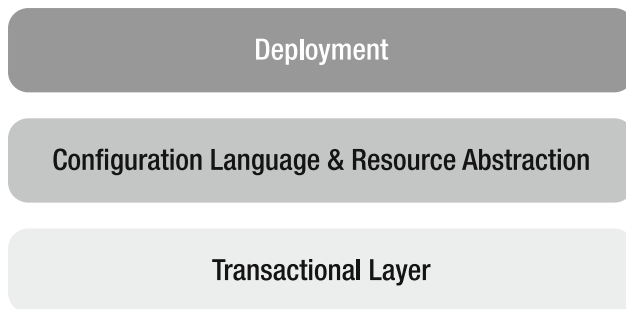 Deployment
Configuration Language & Resource Abstraction
Transactional Layer